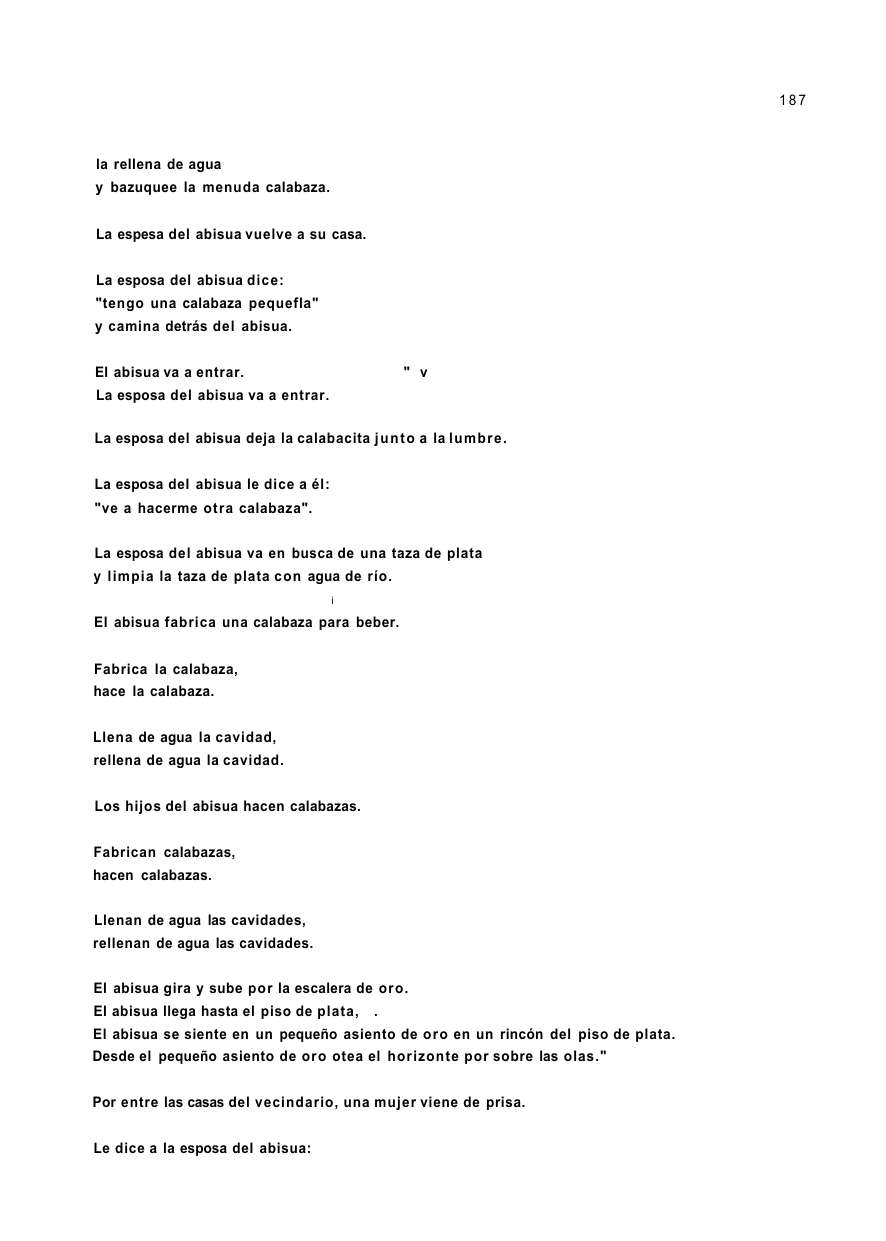 187
la rellena de agua
y bazuquee la menuda calabaza.
La espesa del abisua vuelve a su casa.
La esposa del abisua dice:
"tengo una calabaza pequefla"
y camina detrás del abisua.
El abisua va a entrar. " v
La esposa del abisua va a entrar.
La esposa del abisua deja la calabacita junto a la lumbre.
La esposa del abisua le dice a él:
"ve a hacerme otra calabaza".
La esposa del abisua va en busca de una taza de plata
y limpia la taza de plata con agua de río.
i
El abisua fabrica una calabaza para beber.
Fabrica la calabaza,
hace la calabaza.
Llena de agua la cavidad,
rellena de agua la cavidad.
Los hijos del abisua hacen calabazas.
Fabrican calabazas,
hacen calabazas.
Llenan de agua las cavidades,
rellenan de agua las cavidades.
El abisua gira y sube por la escalera de oro.
El abisua llega hasta el piso de plata, .
El abisua se siente en un pequeño asiento de oro en un rincón del piso de plata.
Desde el pequeño asiento de oro otea el horizonte por sobre las olas."
Por entre las casas del vecindario, una mujer viene de prisa.
Le dice a la esposa del abisua: